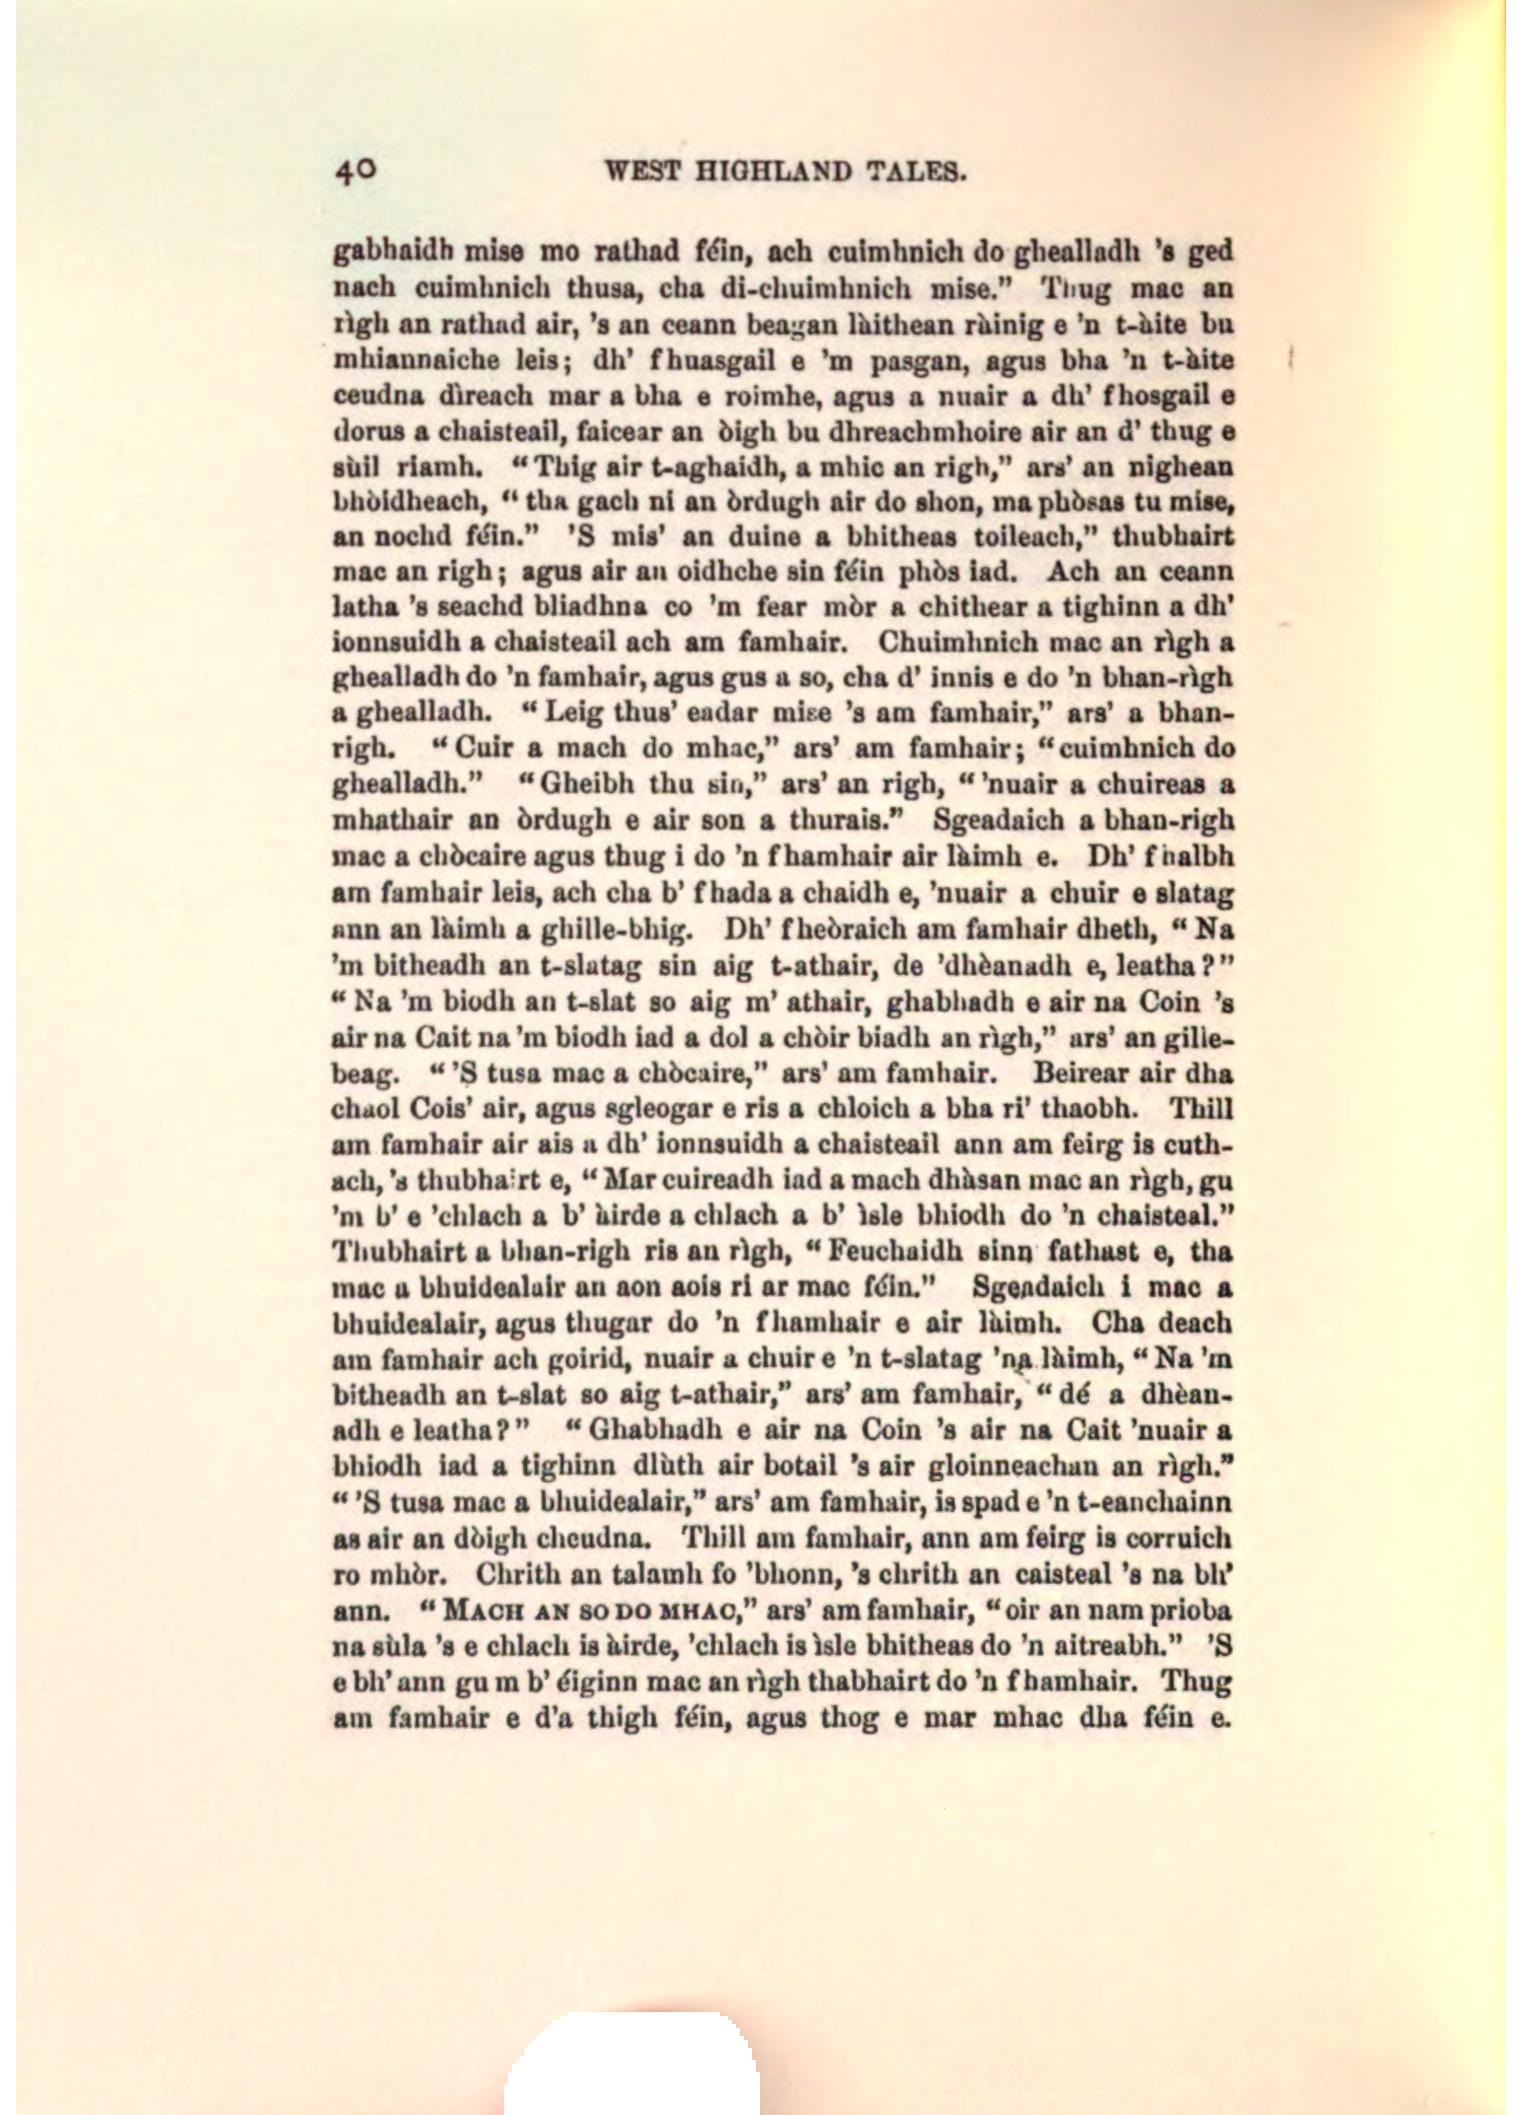 40 WEST HIGHLAND TALES.
gabhaidh mise mo rathad féin, ach cuimhnich do ghealladh 's ged
nach cuimhnich thusa, cha di-chuimhnich mise.” Thug mac an
rìgh an rathad air, 's an ceann beagan làithean ràinig e 'n t-àite bu
mhiannaiche leis; dh' fhuasgail e 'm pasgan, agus bha 'n t-àite
ceudna dìreach mar a bha e roimhe, agus a nuair a dh' fhosgail e
dorus a chaisteail, faicear an òigh bu dhreachmhoire air an d' thug e
sùil riamh. “Thig air t-aghaidh, a mhic an righ,” ars' an nighean
bhòidheach, “tha gach ni an òrdugh air do shon, ma phòsas tu mise,
an nochd féin.” 'S mis' an duine a bhitheas toileach,” thubhairt
mac an righ; agus air an oidhche sin féin phòs iad. Ach an ceann
latha 's seachd bliadhna co 'm fear mòr a chithear a tighinn a dh'
ionnsuidh a chaisteail ach am famhair. Chuimhnich mac an rìgh a
ghealladh do 'n famhair, agus gus a so, cha d' innis e do 'n bhan-rìgh
a ghealladh. “Leig thus' eadar mise 's am famhair,” ars' a bhan-
righ. “Cuir a mach do mhac,” ars' am famhair; “cuimhnich do
ghealladh.” “Gheibh thu sin,” ars' an righ, “'nuair a chuireas a
mhathair an òrdugh e air son a thurais.” Sgeadaich a bhan-righ
mac a chòcaire agus thug i do 'n fhamhair air làimh e. Dh' fhalbh
am famhair leis, ach cha b' fhada a chaidh e, 'nuair a chuir e slatag
ann an làimh a ghille-bhig. Dh' fheòraich am famhair dheth, “Na
'm bitheadh an t-slatag sin aig t-athair, de 'dhèanadh e, leatha?”
“Na 'm biodh an t-slat so aig m' athair, ghabhadh e air na Coin 's
air na Cait na 'm biodh iad a dol a chòir biadh an rìgh,” ars' an gille-
beag. “'S tusa mac a chòcaire,” ars' am famhair. Beirear air dha
chaol Cois' air, agus sgleogar e ris a chloich a bha ri' thaobh. Thill
am famhair air ais a dh' ionnsuidh a chaisteail ann am feirg is cuth-
ach, 's thubhairt e, “Mar cuireadh iad a mach dhàsan mac an rìgh, gu
'm b' e 'chlach a b' àirde a chlach a b' ìsle bhiodh do 'n chaisteal.”
Thubhairt a bhan-righ ris an rìgh, “Feuchaidh sinn fathast e, tha
mac a bhuidealair an aon aois ri ar mac féin.” Sgeadaich i mac a
bhuidealair, agus thugar do 'n fhamhair e air làimh. Cha deach
am famhair ach goirid, nuair a chuir e 'n t-slatag 'na làimh, “Na 'm
bitheadh an t-slat so aig t-athair,” ars' am famhair, “dé a dhèan-
adh e leatha?” “Ghabhadh e air na Coin 's air na Cait 'nuair a
bhiodh iad a tighinn dlùth air botail 's air gloinneachan an rìgh.”
“'S tusa mac a bhuidealair,” ars' am famhair, is spad e 'n t-eanchainn
as air an dòigh cheudna. Thill am famhair, ann am feirg is corruich
ro mhòr. Chrith an talamh fo 'bhonn, 's chrith an caisteal 's na bh'
ann. “MACH AN SO DO MHAC,” ars' am famhair, “oir an nam prioba
na sùla 's e chlach is àirde, 'chlach is ìsle bhitheas do 'n aitreabh.” 'S
e bh' ann gu m b' éiginn mac an rìgh thabhairt do 'n fhamhair. Thug
am famhair e d'a thigh féin, agus thog e mar mhac dha féin e.